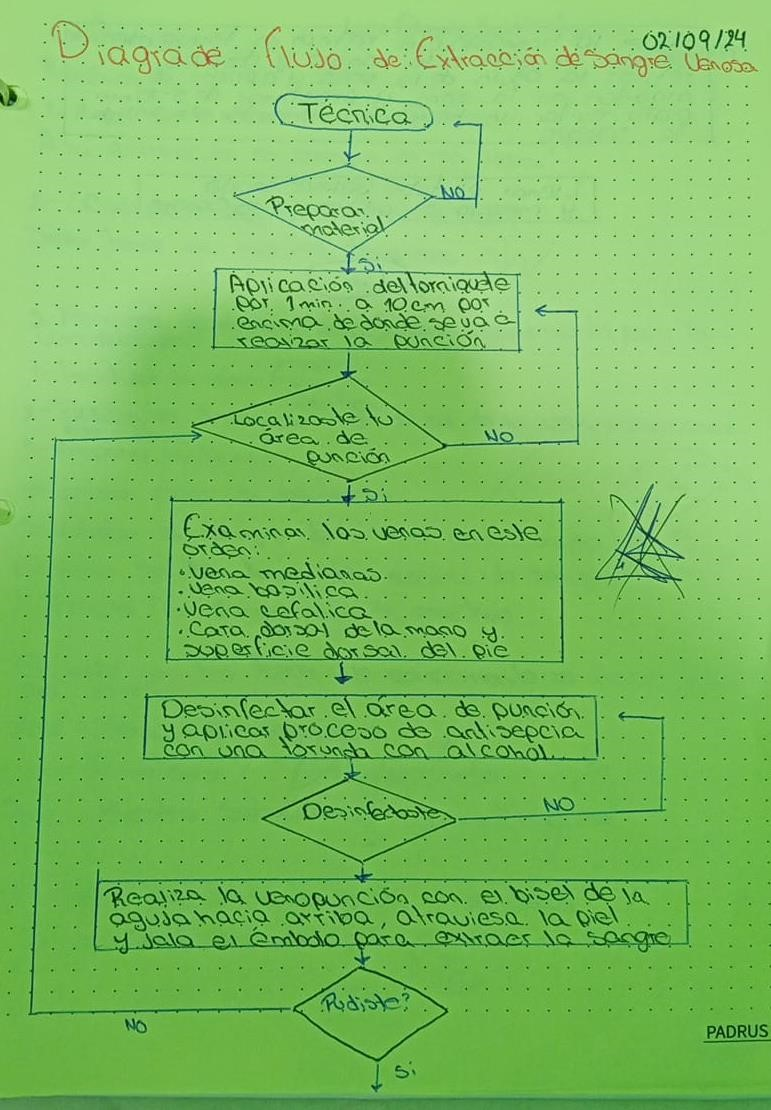 02/09/24
Diagrade flujo de Extracción de Sangre Venosa
Técnica
NO
Preparar
material
Si
Aplicación del torniquete
por 1 min. a 10 cm por
encima de donde se va a
realizar la punción
Localizaste tu
área de
punción
NO
Si
Examinar las venas en este
orden:
· Vena medianas.
· Vena basílica
· Vena cefalica
· Cara dorsal de la mano y
superficie dorsal del pie
Desinfectar el área de punción
y aplicar proceso de antisepcia
con una torunda con alcohol
Desinfectaste
NO
Realiza la venopunción con el bisel de la
aguja hacia arriba, atraviesa la piel
y jala el émbolo para extraer la sangre
Pudiste?
NO
Si
PADRUS